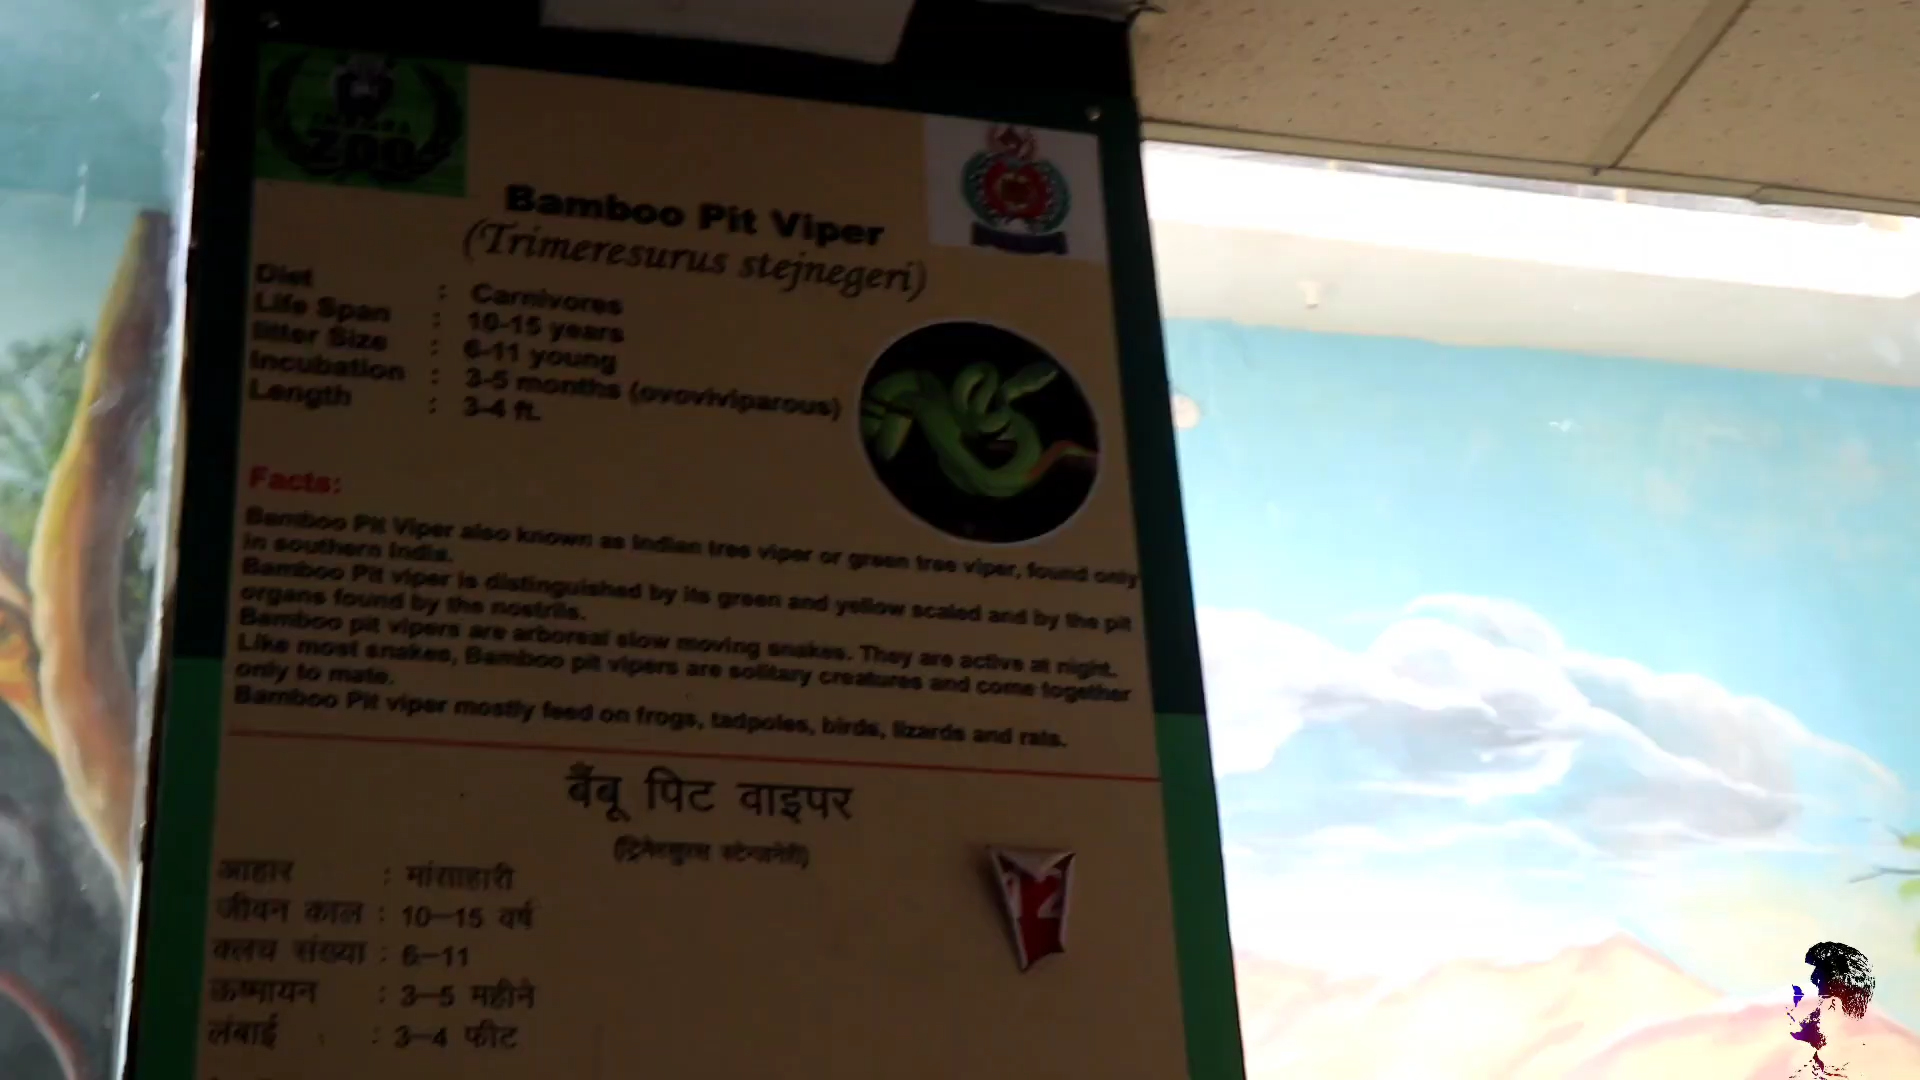 ZOO
Bamboo Pit Viper
(Trimeresurus stejnegeri)
Diet : Carnivores
Life Span : 10-15 years
litter Size : 6-11 young
Incubation : 3-5 months (ovoviviparous)
Length : 3-4 ft.
Facts:
Bamboo Pit Viper also known as Indian tree viper or green tree viper, found only
in southern India.
Bamboo Pit viper is distinguished by its green and yellow scaled and by the pit
organs found by the nostrils.
Bamboo pit vipers are arboreal slow moving snakes. They are active at night.
Like most snakes, Bamboo pit vipers are solitary creatures and come together
only to mate.
Bamboo Pit viper mostly feed on frogs, tadpoles, birds, lizards and rats.
बैंबू पिट वाइपर
आहार : मांसाहारी
जीवन काल : 10–15 वर्ष
क्लच संख्या : 6–11
ऊष्मायन : 3–5 महीने
लंबाई : 3–4 फीट
12